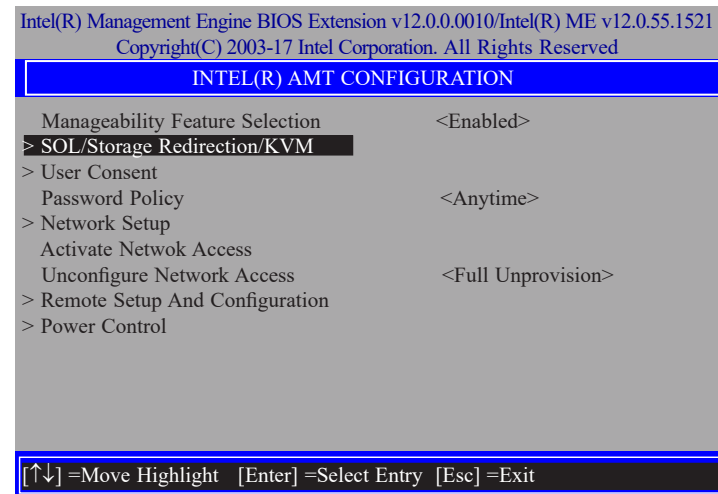 Intel(R) Management Engine BIOS Extension v12.0.0.0010/Intel(R) ME v12.0.55.1521
Copyright(C) 2003-17 Intel Corporation. All Rights Reserved
INTEL(R) AMT CONFIGURATION
Manageability Feature Selection <Enabled>
> SOL/Storage Redirection/KVM
> User Consent
Password Policy <Anytime>
> Network Setup
Activate Netwok Access
Unconfigure Network Access <Full Unprovision>
> Remote Setup And Configuration
> Power Control
[↑↓] =Move Highlight [Enter] =Select Entry [Esc] =Exit